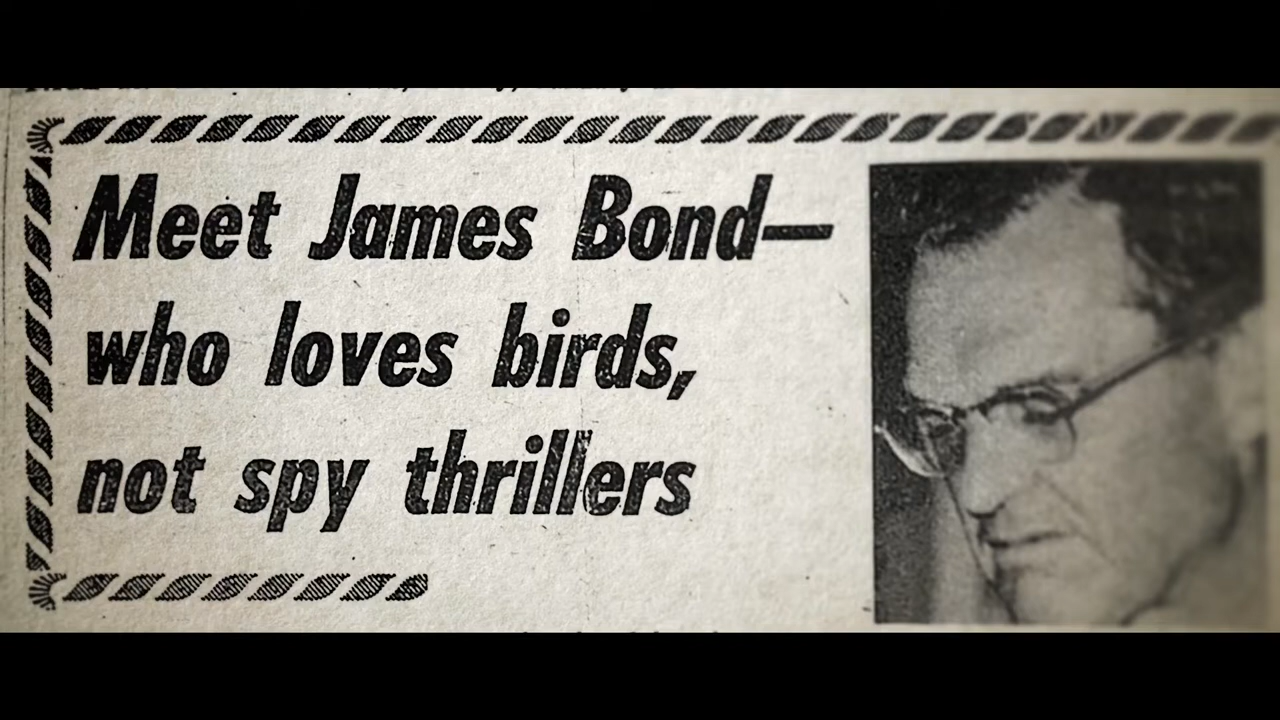 Meet James Bond—
who loves birds,
not spy thrillers